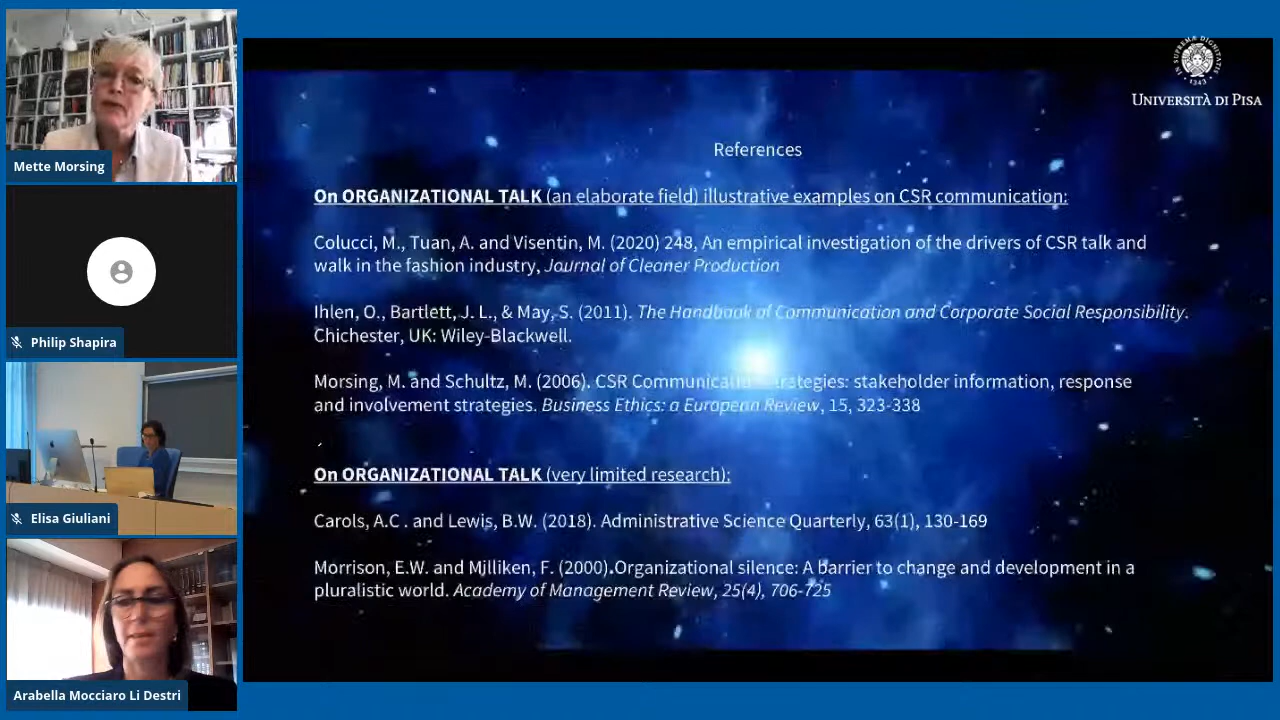 Mette Morsing
Philip Shapira
Elisa Giuliani
Arabella Mocciaro Li Destri
IN SUPREMÆ DIGNITATIS
1343
UNIVERSITÀ DI PISA
References
On ORGANIZATIONAL TALK (an elaborate field) illustrative examples on CSR communication:
Colucci, M., Tuan, A. and Visentin, M. (2020) 248, An empirical investigation of the drivers of CSR talk and
walk in the fashion industry, Journal of Cleaner Production
Ihlen, O., Bartlett, J. L., & May, S. (2011). The Handbook of Communication and Corporate Social Responsibility.
Chichester, UK: Wiley-Blackwell.
Morsing, M. and Schultz, M. (2006). CSR Communication strategies: stakeholder information, response
and involvement strategies. Business Ethics: a European Review, 15, 323-338
On ORGANIZATIONAL TALK (very limited research):
Carols, A.C . and Lewis, B.W. (2018). Administrative Science Quarterly, 63(1), 130-169
Morrison, E.W. and Milliken, F. (2000).Organizational silence: A barrier to change and development in a
pluralistic world. Academy of Management Review, 25(4), 706-725